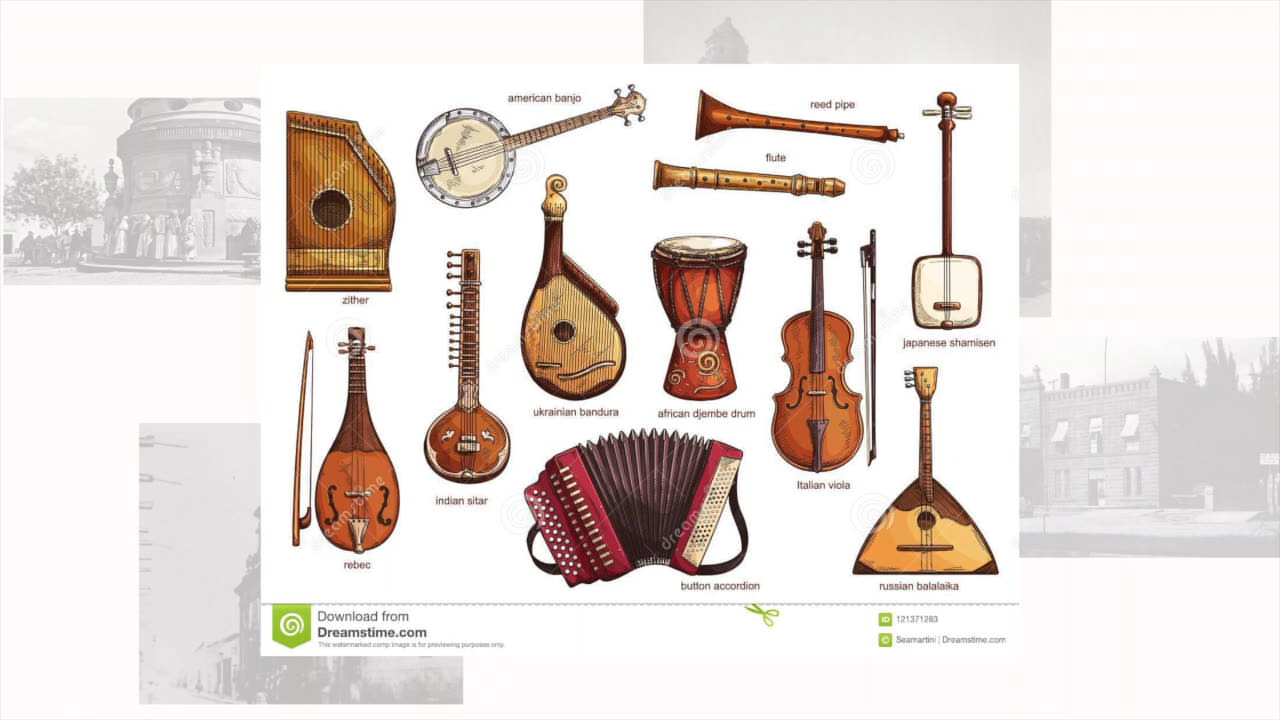 american banjo
reed pipe
flute
zither
japanese shamisen
ukrainian bandura
african djembe drum
Italian viola
indian sitar
rebec
button accordion
russian balalaika
Download from
Dreamstime.com
This watermarked comp image is for previewing purposes only.
ID 121371283
© Seamartini | Dreamstime.com